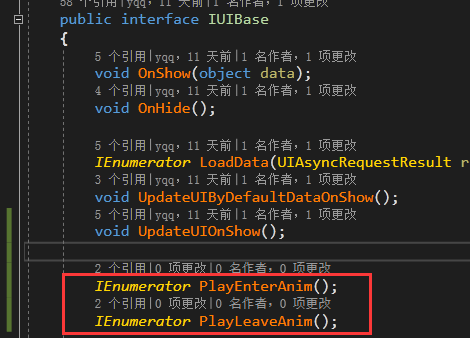 58 个引用|yqq，11 天前|1 名作者，1 项更改
public interface IUIBase
{
5 个引用|yqq，11 天前|1 名作者，1 项更改
void OnShow(object data);
4 个引用|yqq，11 天前|1 名作者，1 项更改
void OnHide();
5 个引用|yqq，11 天前|1 名作者，1 项更改
IEnumerator LoadData(UIAsyncRequestResult r
3 个引用|yqq，11 天前|1 名作者，1 项更改
void UpdateUIByDefaultDataOnShow();
5 个引用|yqq，11 天前|1 名作者，1 项更改
void UpdateUIOnShow();
2 个引用|0 项更改|0 名作者，0 项更改
IEnumerator PlayEnterAnim();
2 个引用|0 项更改|0 名作者，0 项更改
IEnumerator PlayLeaveAnim();